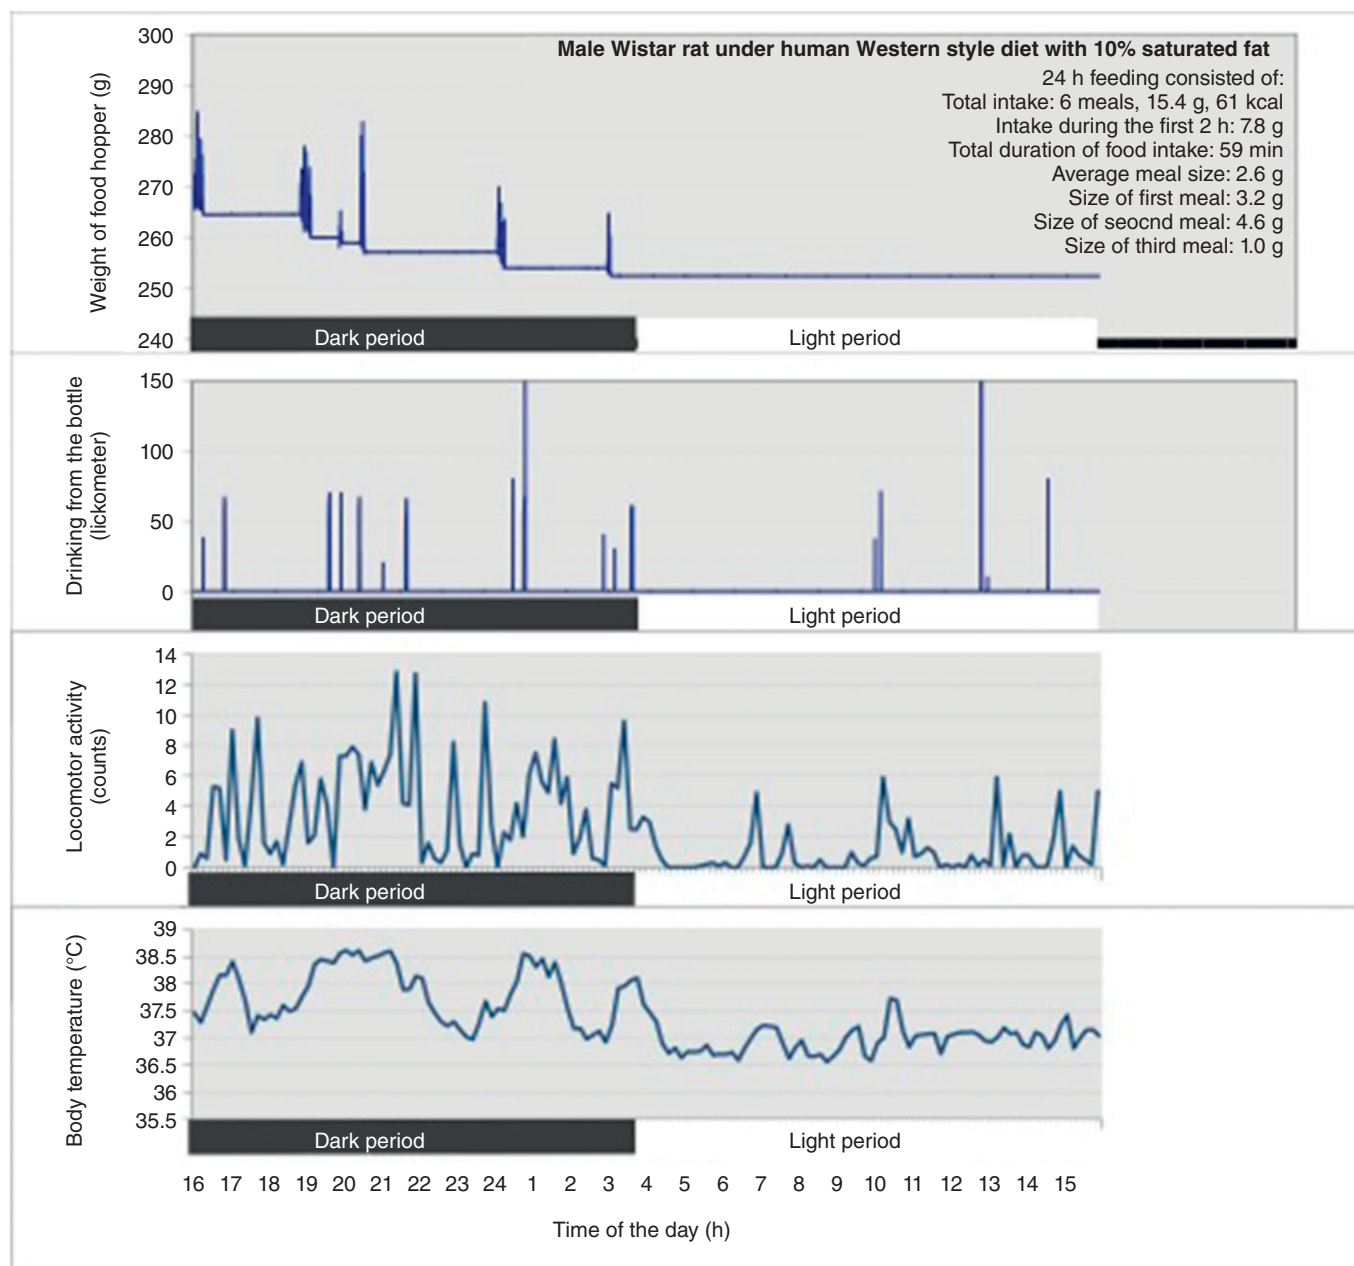 Male Wistar rat under human Western style diet with 10% saturated fat
24 h feeding consisted of:
Total intake: 6 meals, 15.4 g, 61 kcal
Intake during the first 2 h: 7.8 g
Total duration of food intake: 59 min
Average meal size: 2.6 g
Size of first meal: 3.2 g
Size of seocnd meal: 4.6 g
Size of third meal: 1.0 g
Weight of food hopper (g)
300
290
280
270
260
250
240
Dark period Light period
Drinking from the bottle
(lickometer)
150
100
50
0
Dark period Light period
Locomotor activity
(counts)
14
12
10
8
6
4
2
0
Dark period Light period
Body temperature (°C)
39
38.5
38
37.5
37
36.5
36
35.5
Dark period Light period
16 17 18 19 20 21 22 23 24 1 2 3 4 5 6 7 8 9 10 11 12 13 14 15
Time of the day (h)